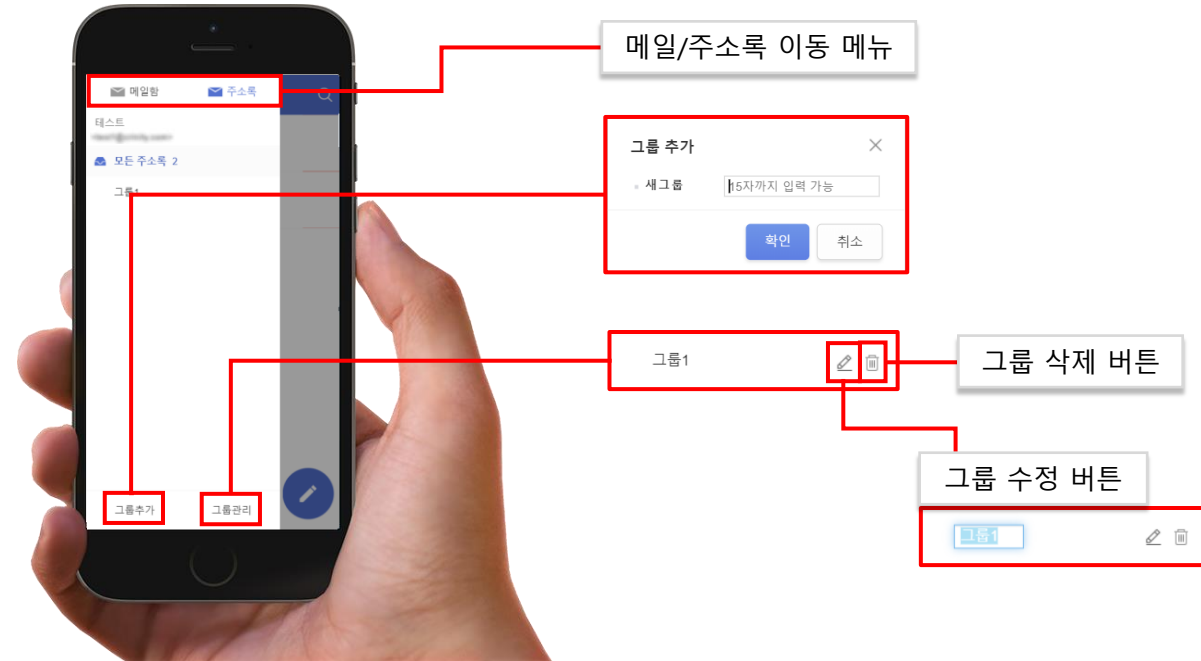 메일/주소록 이동 메뉴
메일함
주소록
테스트
모든 주소록 2
그룹1
그룹추가
그룹관리
그룹 추가
새그룹
15자까지 입력 가능
확인
취소
그룹1
그룹 삭제 버튼
그룹 수정 버튼
그룹1